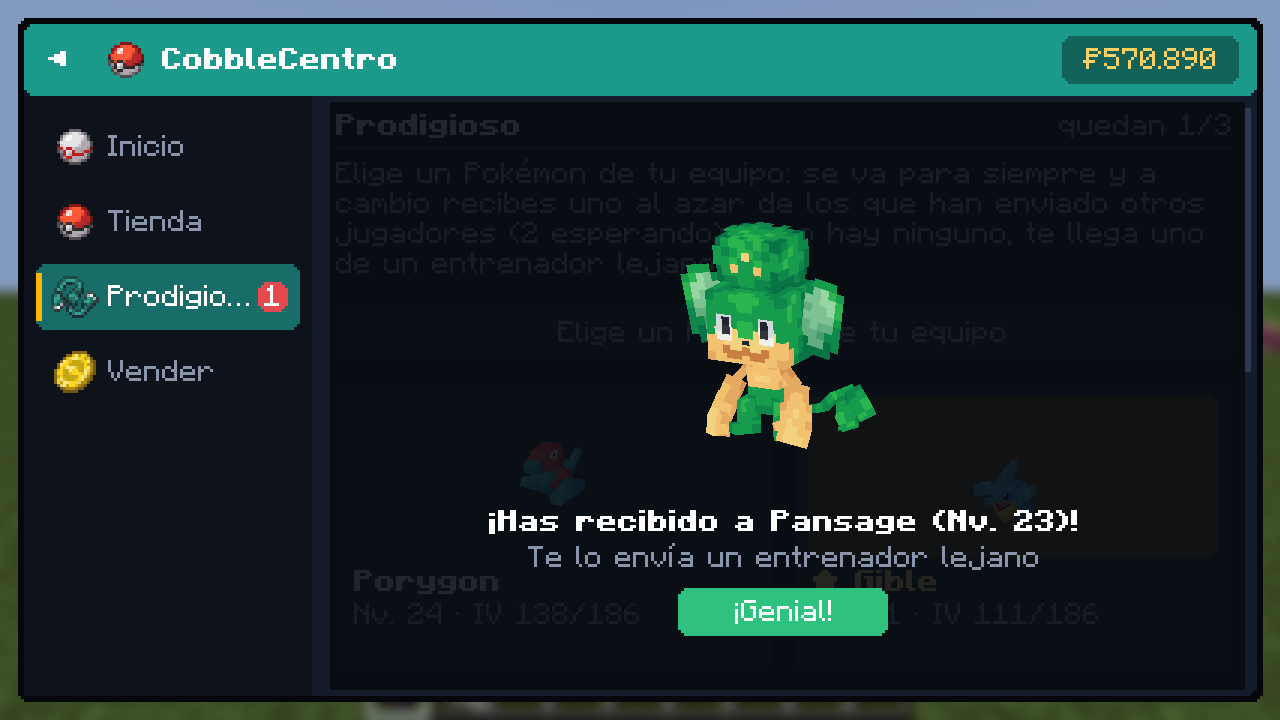 CobbleCentro
₽570.890
Inicio
Tienda
Prodigio... 1
Vender
Prodigioso
quedan 1/3
Elige un Pokémon de tu equipo: se va para siempre y a
cambio recibes uno al azar de los que han enviado otros
jugadores (2 esperando hay ninguno, te llega uno
de un entrenador lejano
Elige un de tu equipo
¡Has recibido a Pansage (Nv. 23)!
Te lo envía un entrenador lejano
Porygon
Nv. 24 · IV 138/186
★ Gible
1 · IV 111/186
¡Genial!